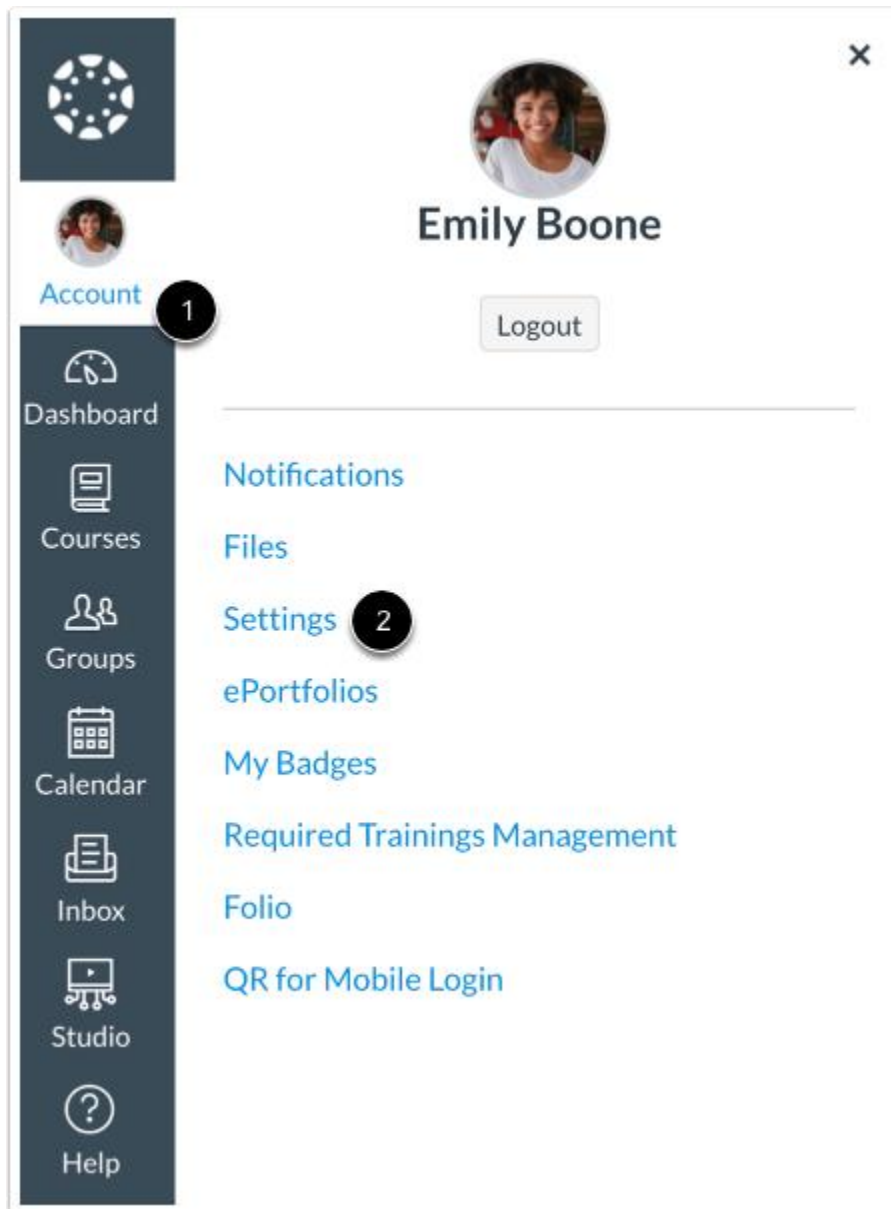 Account
1
Dashboard
Courses
Groups
Calendar
Inbox
Studio
?
Help
×
Emily Boone
Logout
Notifications
Files
Settings 2
ePortfolios
My Badges
Required Trainings Management
Folio
QR for Mobile Login